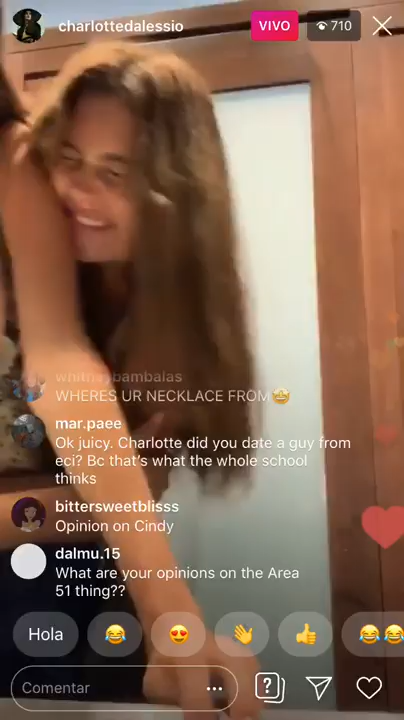 charlottedalessio
VIVO
710
whitneybambalas
WHERES UR NECKLACE FROM🤩
mar.paee
Ok juicy. Charlotte did you date a guy from
eci? Bc that's what the whole school
thinks
bittersweetblisss
Opinion on Cindy
dalmu.15
What are your opinions on the Area
51 thing??
Hola
Comentar